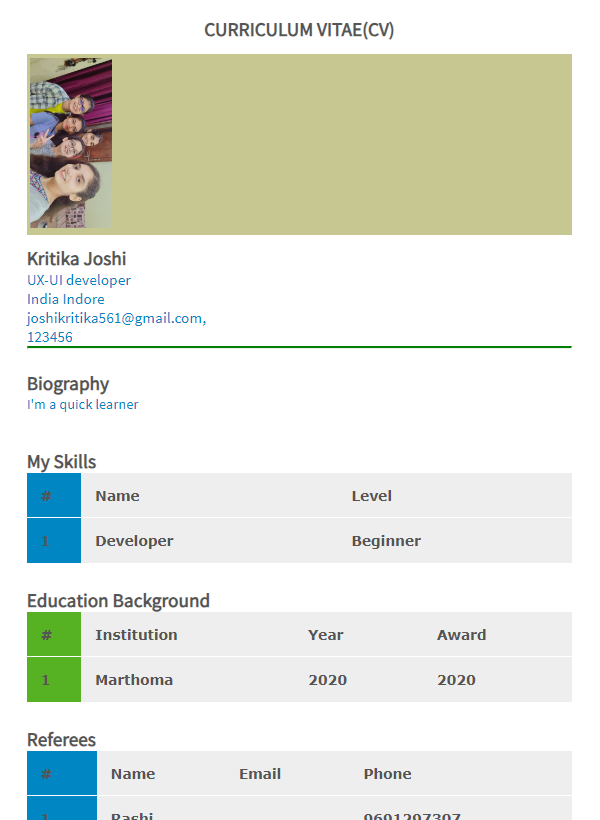 CURRICULUM VITAE(CV)
Kritika Joshi
UX-UI developer
India Indore
joshikritika561@gmail.com,
123456
Biography
I'm a quick learner
My Skills
# Name Level
1 Developer Beginner
Education Background
# Institution Year Award
1 Marthoma 2020 2020
Referees
# Name Email Phone
1 Rashi 9691297307